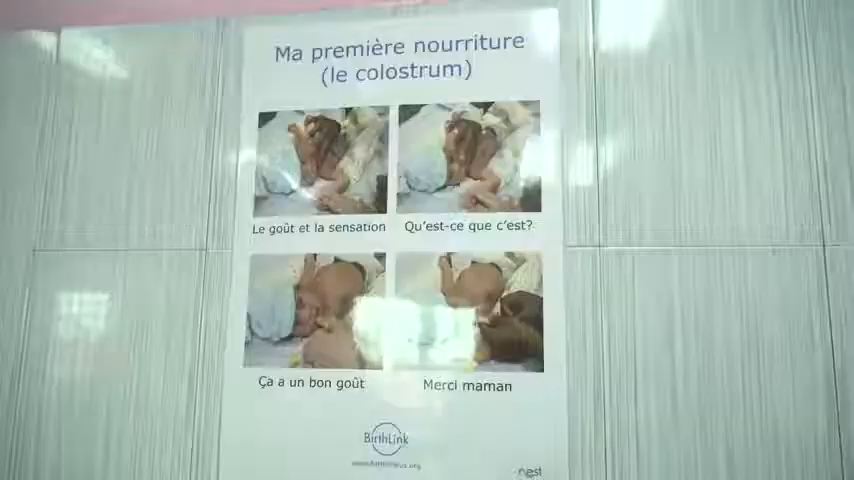 Ma première nourriture
(le colostrum)
Le goût et la sensation
Qu'est-ce que c'est?
Ça a un bon goût
Merci maman
BirthLink
nest